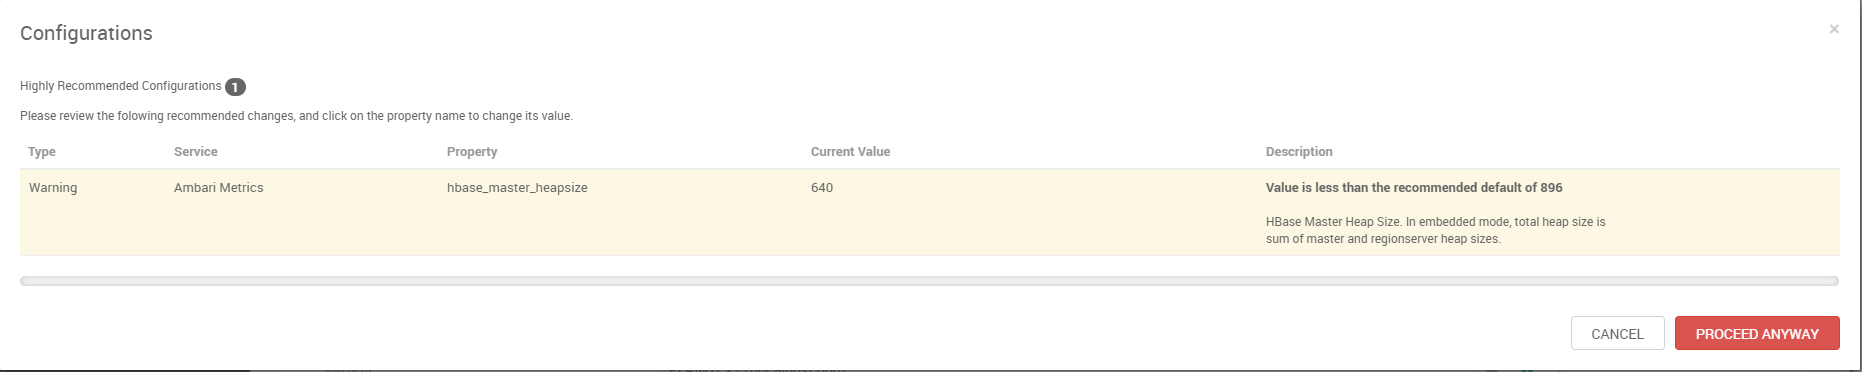 Configurations
×
Highly Recommended Configurations 1
Please review the folowing recommended changes, and click on the property name to change its value.
Type Service Property Current Value Description
Warning Ambari Metrics hbase_master_heapsize 640 Value is less than the recommended default of 896
HBase Master Heap Size. In embedded mode, total heap size is
sum of master and regionserver heap sizes.
CANCEL PROCEED ANYWAY